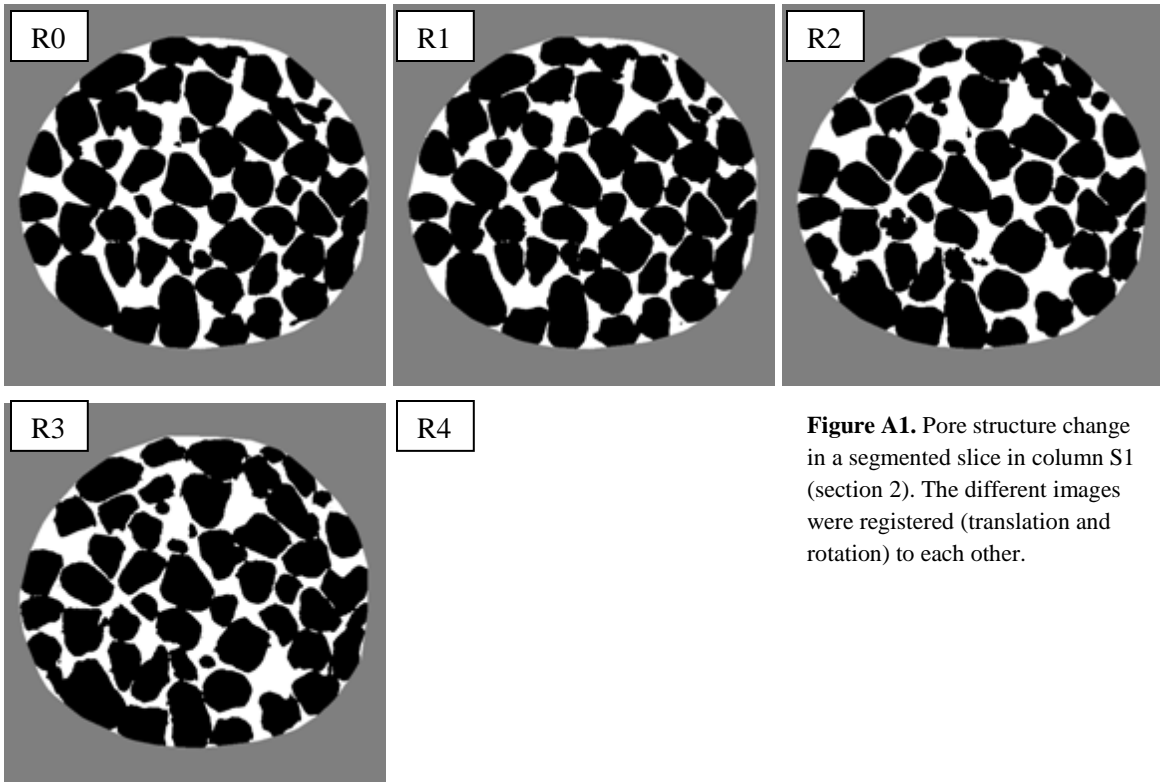 R0
R1
R2
R3
R4
Figure A1. Pore structure change
in a segmented slice in column S1
(section 2). The different images
were registered (translation and
rotation) to each other.